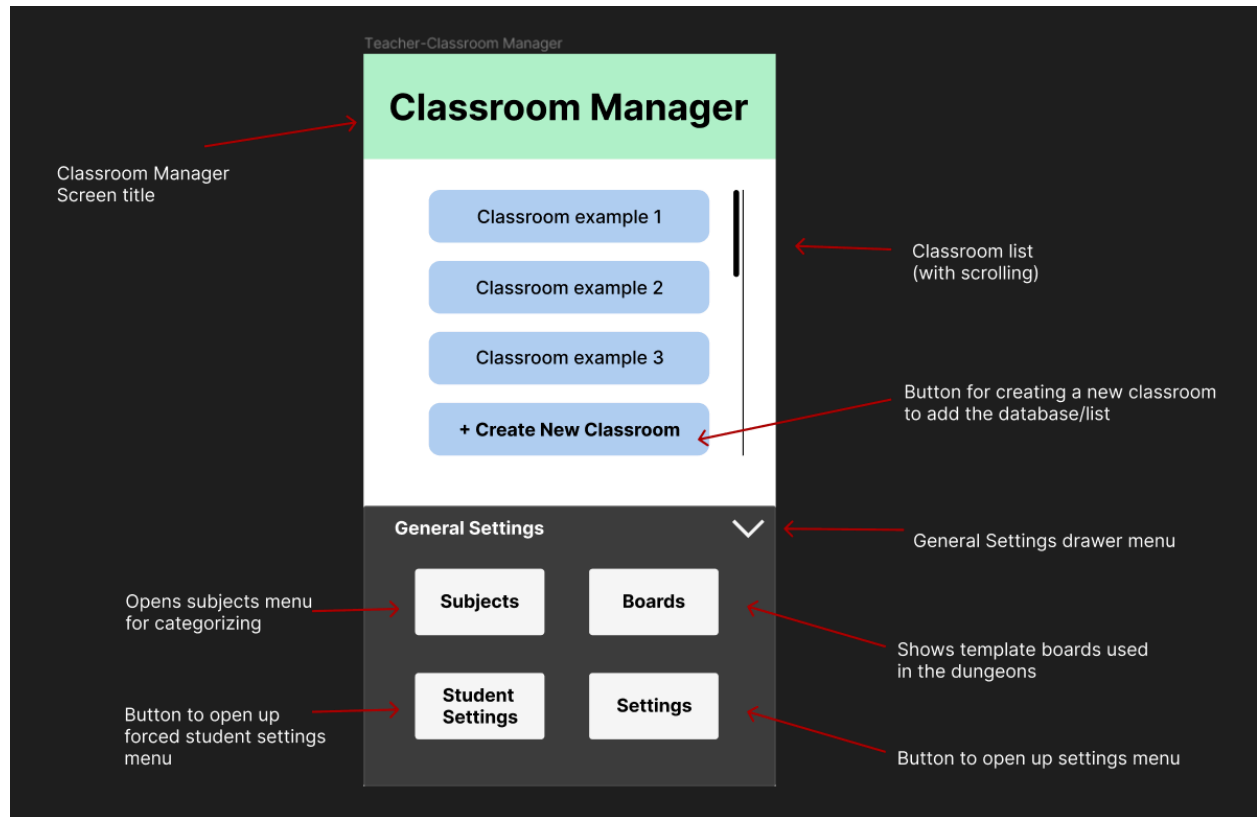 Teacher-Classroom Manager
Classroom Manager
Classroom Manager
Screen title
Classroom example 1
Classroom example 2
Classroom example 3
+ Create New Classroom
Classroom list
(with scrolling)
Button for creating a new classroom
to add the database/list
General Settings
General Settings drawer menu
Subjects
Boards
Opens subjects menu
for categorizing
Shows template boards used
in the dungeons
Student
Settings
Settings
Button to open up
forced student settings
menu
Button to open up settings menu